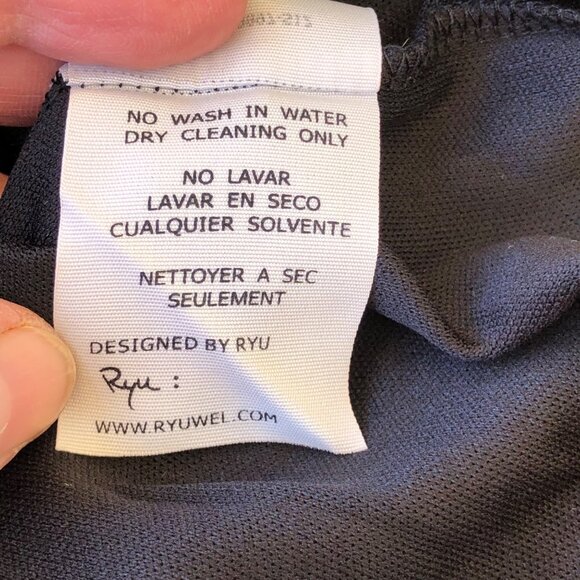 NO WASH IN WATER
DRY CLEANING ONLY
NO LAVAR
LAVAR EN SECO
CUALQUIER SOLVENTE
NETTOYER A SEC
SEULEMENT
DESIGNED BY RYU
Ryu :
WWW.RYUWEL.COM